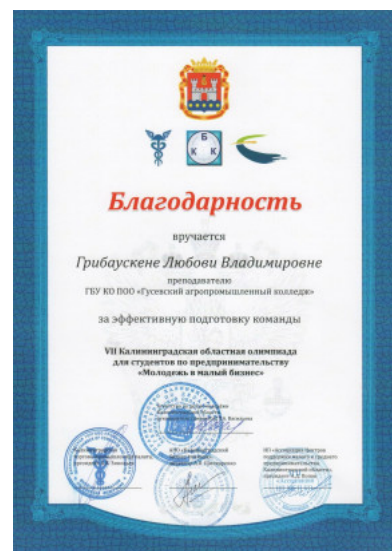 Б
К К
Благодарность
вручается
Грибаускене Любови Владимировне
преподавателю
ГБУ КО ПОО «Гусевский агропромышленный колледж»
за эффективную подготовку команды
VII Калининградская областная олимпиада
для студентов по предпринимательству
«Молодежь в малый бизнес»